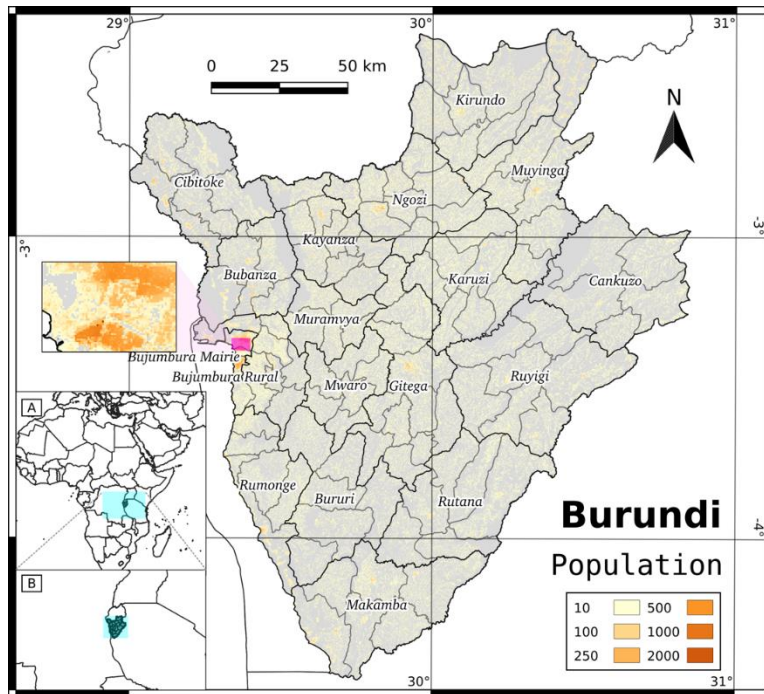 29°
30°
31°
0 25 50 km
N
Kirundo
Cibitoke
Muyinga
Ngozi
-3°
Kayanza
-3°
Bubanza
Karuzi
Cankuzo
Muramvya
Bujumbura Mairie
Bujumbura Rural
Mwaro
Gitega
Ruyigi
A
Rumonge
Bururi
Rutana
Burundi
-4°
Population
B
Makamba
10 500
100 1000
250 2000
30°
31°